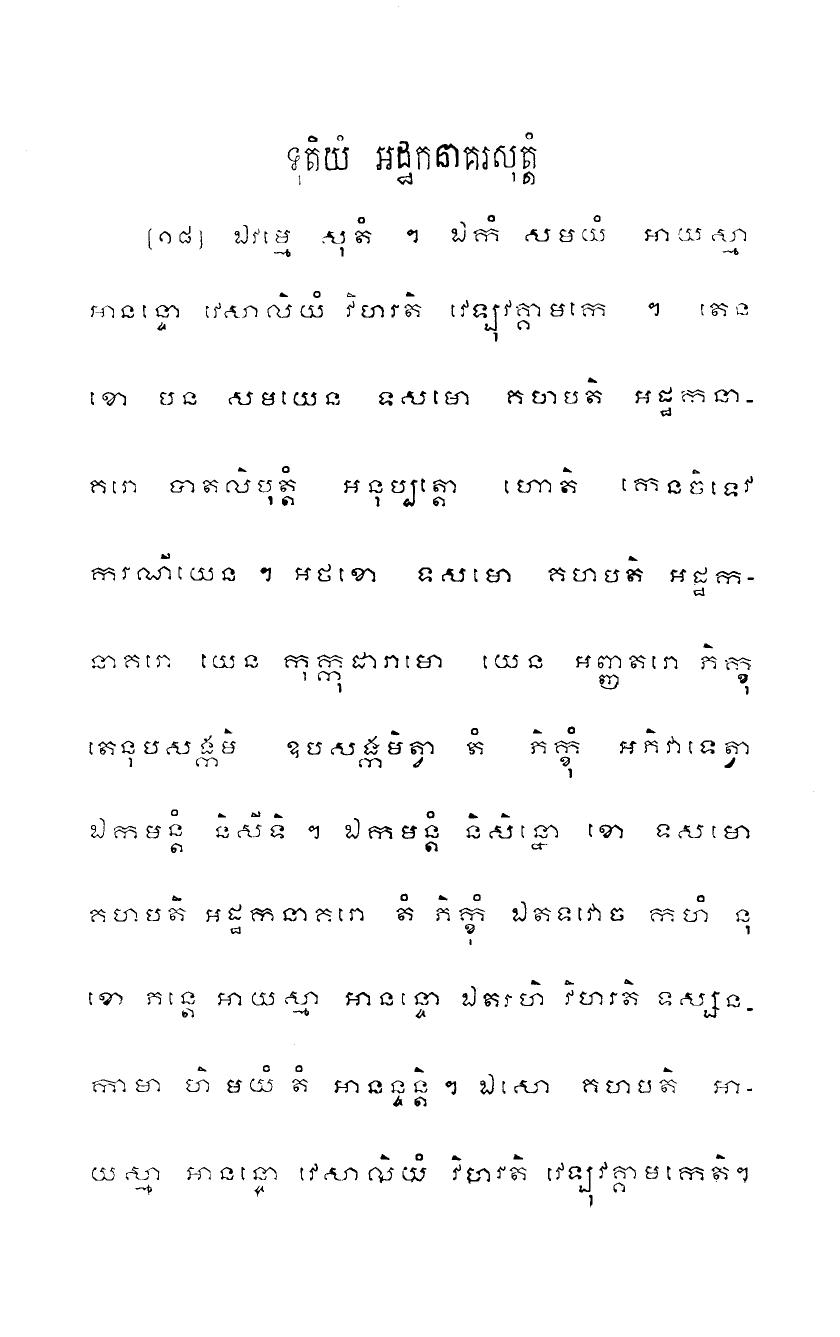 ទុតិយំ អដ្ឋកនាគរសុត្តំ
(១៨) ឯវម្មេ សុតំ ។ ឯកំ សមយំ អាយស្មា
អានន្ទោ វេសាលិយំ វិហរតិ វេឡុវគ្គាមកេ ។ តេន
ខោ បន សមយេន ទសមោ គហបតិ អដ្ឋកនា-
គរោ បាតលិបុត្តំ អនុប្បត្តោ ហោតិ កេនចិទេវ
ករណីយេន ។ អថខោ ទសមោ គហបតិ អដ្ឋក-
នាគរោ យេន កុក្កុដារាមោ យេន អញ្ញតរោ ភិក្ខុ
តេនុបសង្កមិ ឧបសង្កមិត្វា តំ ភិក្ខុំ អភិវាទេត្វា
ឯកមន្តំ និសីទិ ។ ឯកមន្តំ និសិន្នោ ខោ ទសមោ
គហបតិ អដ្ឋកនាគរោ តំ ភិក្ខុំ ឯតទវោច កហំ នុ
ខោ ភន្តេ អាយស្មា អានន្ទោ ឯតរហិ វិហរតិ ទស្សន-
កាមា ហិ មយំ តំ អានន្ទន្តិ ។ ឯសោ គហបតិ អា-
យស្មា អានន្ទោ វេសាលិយំ វិហរតិ វេឡុវគ្គាមកេតិ។